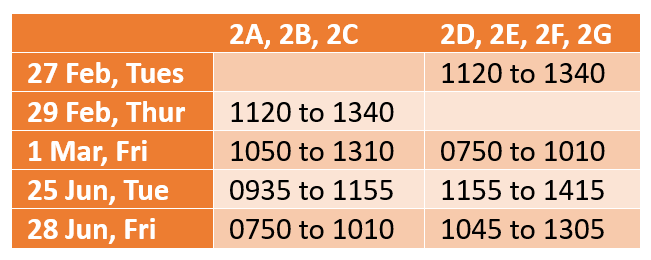 2A, 2B, 2C 2D, 2E, 2F, 2G
27 Feb, Tues 1120 to 1340
29 Feb, Thur 1120 to 1340
1 Mar, Fri 1050 to 1310 0750 to 1010
25 Jun, Tue 0935 to 1155 1155 to 1415
28 Jun, Fri 0750 to 1010 1045 to 1305